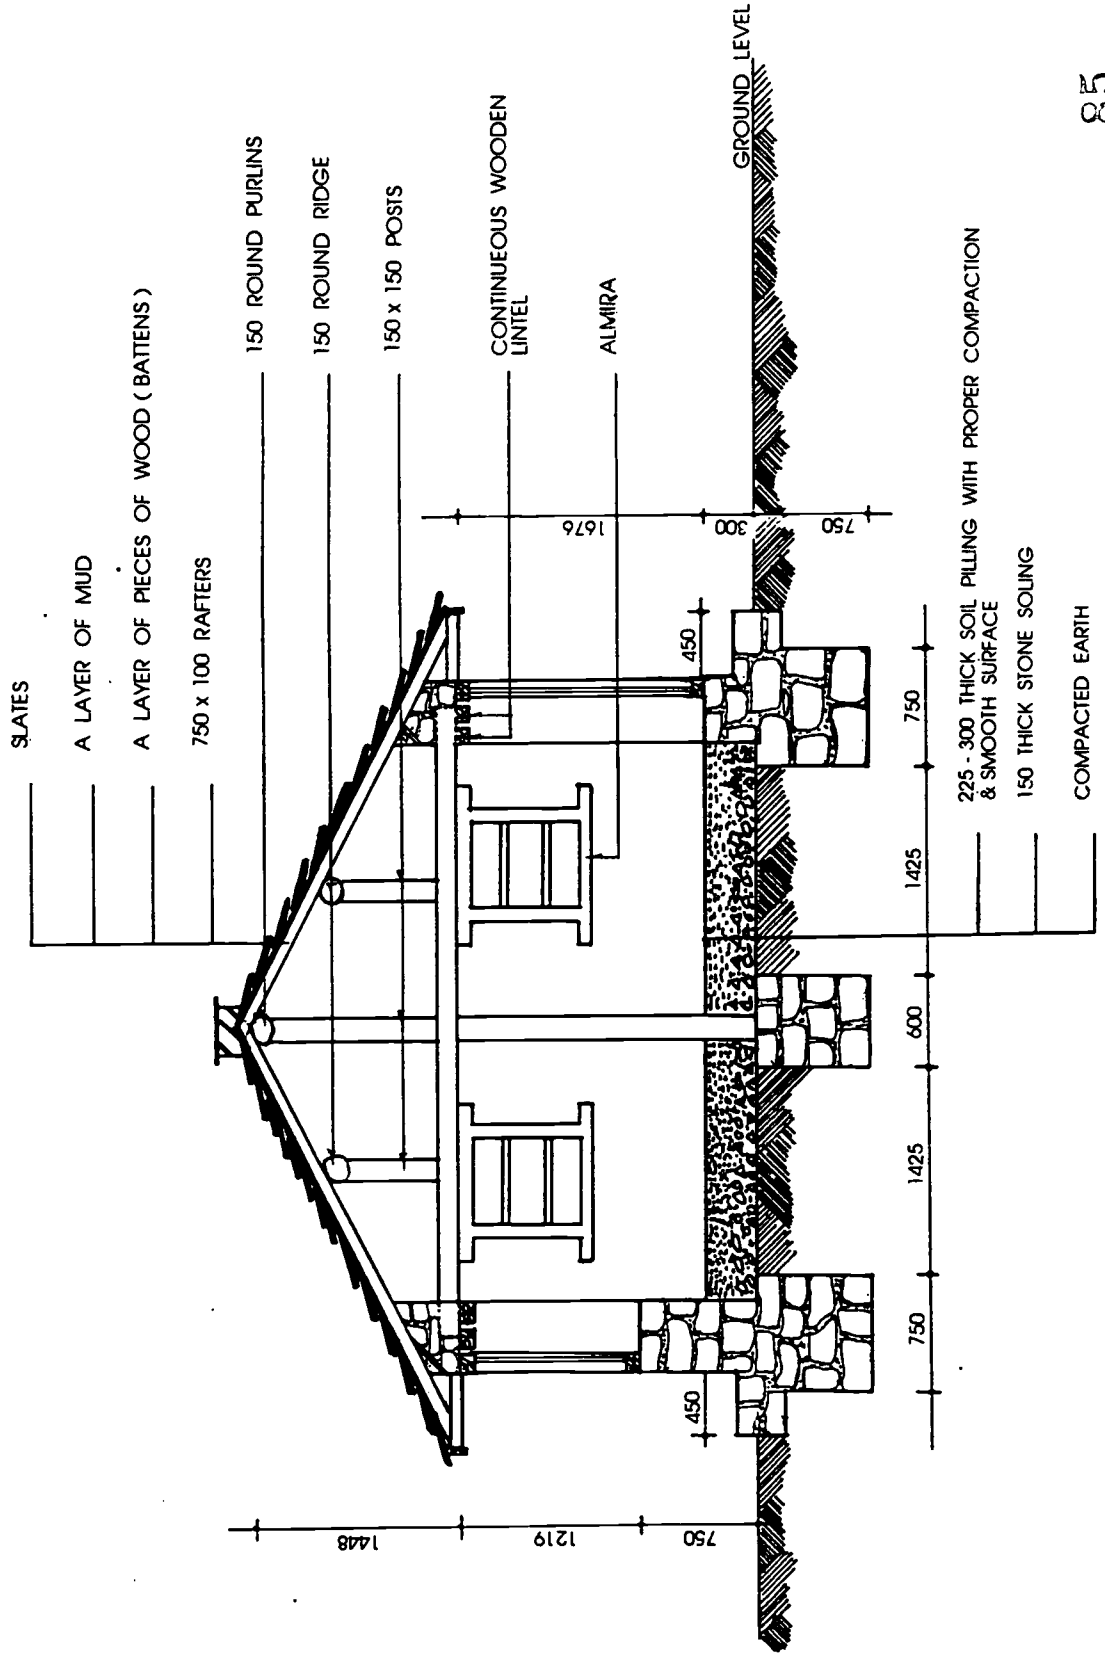 SLATES
A LAYER OF MUD
A LAYER OF PIECES OF WOOD ( BATTENS )
750 x 100 RAFTERS
150 ROUND PURLINS
150 ROUND RIDGE
150 x 150 POSTS
CONTINUEOUS WOODEN
LINTEL
ALMIRA
GROUND LEVEL
1448
1219
750
1676
300
750
450
450
750
1425
600
1425
750
225 - 300 THICK SOIL PILLING WITH PROPER COMPACTION
& SMOOTH SURFACE
150 THICK STONE SOLING
COMPACTED EARTH
85